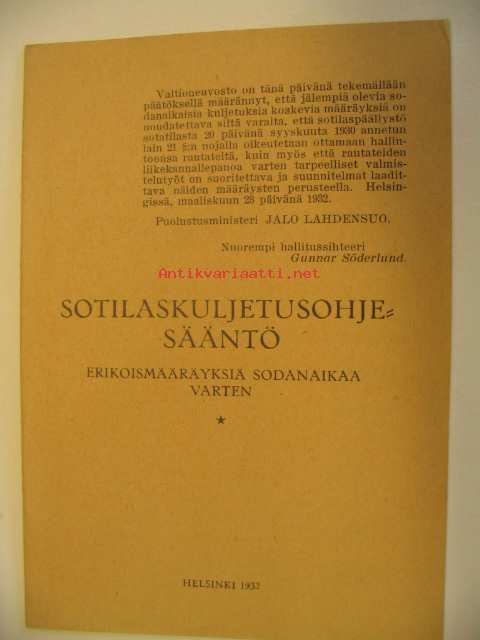 Valtioneuvosto on tänä päivänä tekemällään
päätöksellä määrännyt, että jälempiä olevia so-
danaikaisia kuljetuksia koskevia määräyksiä on
noudatettava siltä varalta, että sotilaspäällystö
sotatilasta 20 päivänä syyskuuta 1930 annetun
lain 21 §:n nojalla oikeutetaan ottamaan hallin-
toonsa rautateitä, kuin myös että rautateiden
liikekannallepanoa varten tarpeelliset valmis-
telutyöt on suoritettava ja suunnitelmat laadit-
tava näiden määräysten perusteella. Helsin-
gissä, maaliskuun 28 päivänä 1932.
Puolustusministeri JALO LAHDENSUO.
Nuorempi hallitussihteeri
Gunnar Söderlund.
Antikvariaatti.net
SOTILASKULJETUSOHJE-
SÄÄNTÖ
ERIKOISMÄÄRÄYKSIÄ SODANAIKAA
VARTEN
★
HELSINKI 1932